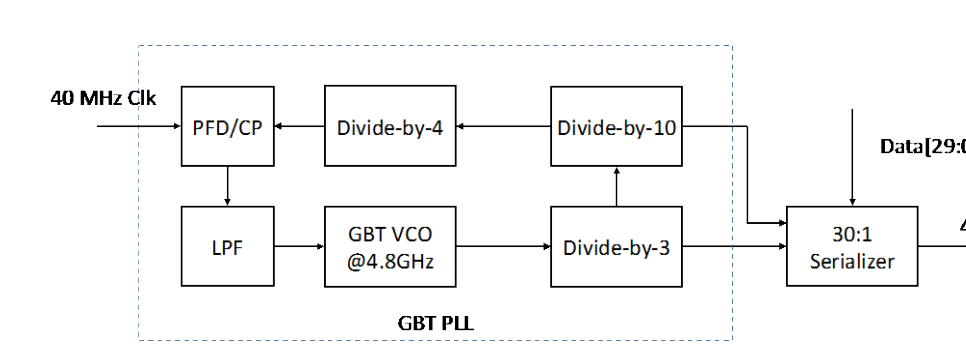 40 MHz Clk
PFD/CP
Divide-by-4
Divide-by-10
Data[29:0
LPF
GBT VCO
@4.8GHz
Divide-by-3
30:1
Serializer
GBT PLL